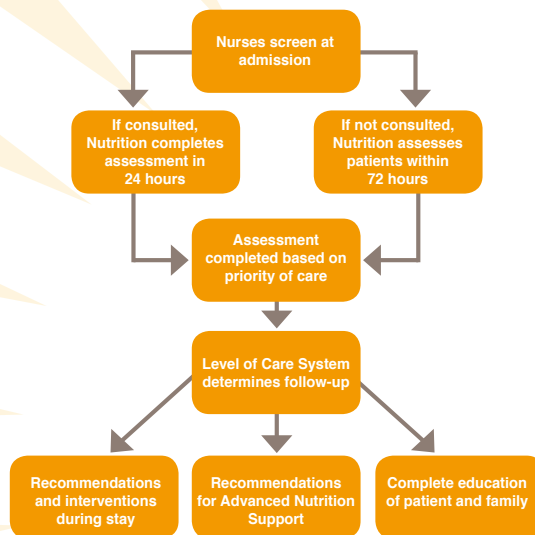 Nurses screen at
admission
If consulted,
Nutrition completes
assessment in
24 hours
If not consulted,
Nutrition assesses
patients within
72 hours
Assessment
completed based on
priority of care
Level of Care System
determines follow-up
Recommendations
and interventions
during stay
Recommendations
for Advanced Nutrition
Support
Complete education
of patient and family